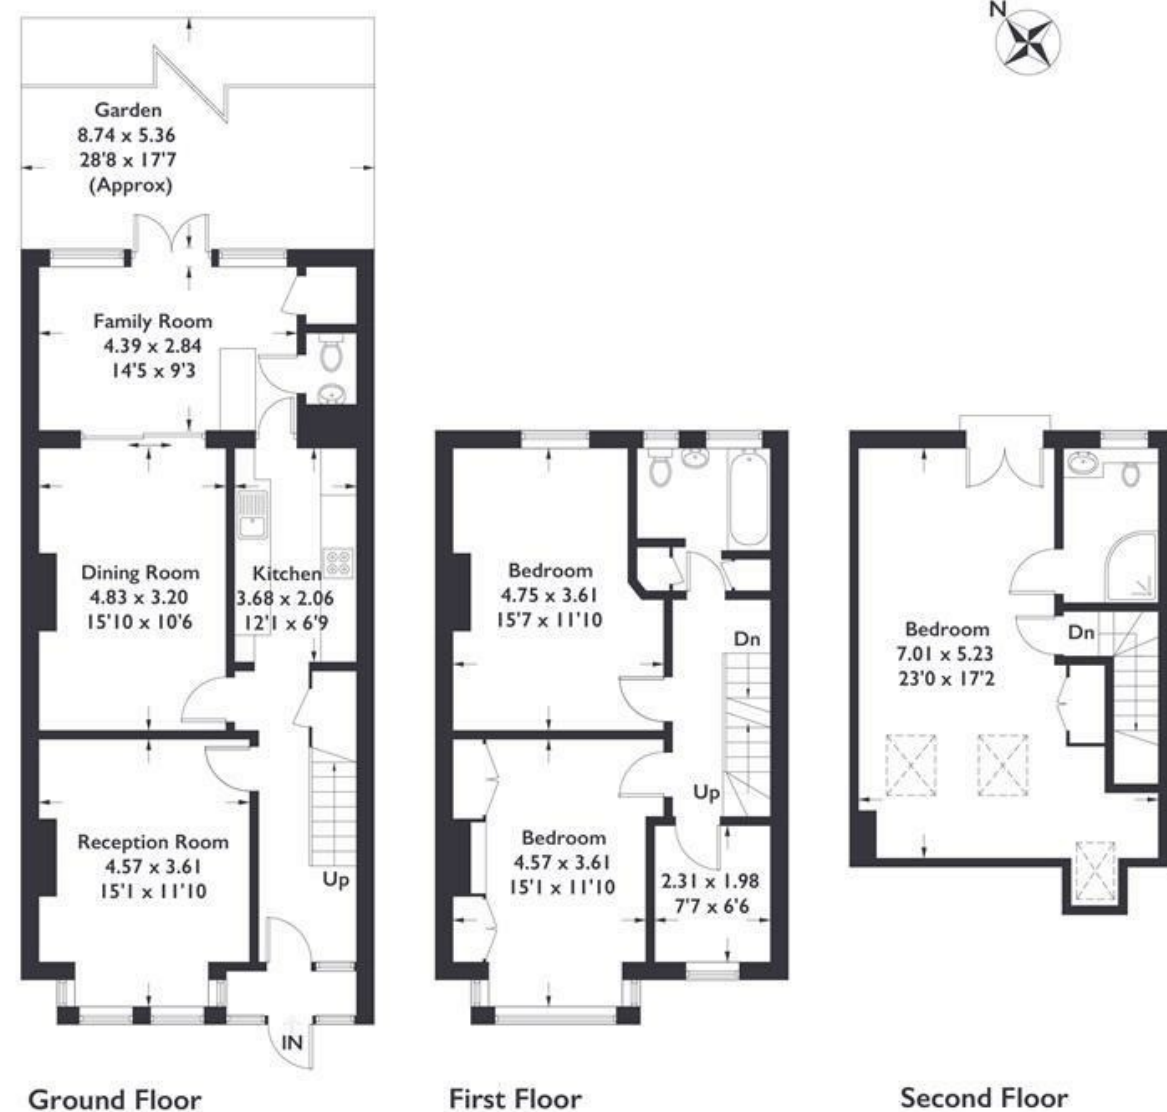 N
Garden
8.74 x 5.36
28'8 x 17'7
(Approx)
Family Room
4.39 x 2.84
14'5 x 9'3
Dining Room
4.83 x 3.20
15'10 x 10'6
Kitchen
3.68 x 2.06
12'1 x 6'9
Reception Room
4.57 x 3.61
15'1 x 11'10
Up
IN
Ground Floor
Bedroom
4.75 x 3.61
15'7 x 11'10
Dn
Up
Bedroom
4.57 x 3.61
15'1 x 11'10
2.31 x 1.98
7'7 x 6'6
First Floor
Bedroom
7.01 x 5.23
23'0 x 17'2
Dn
Second Floor